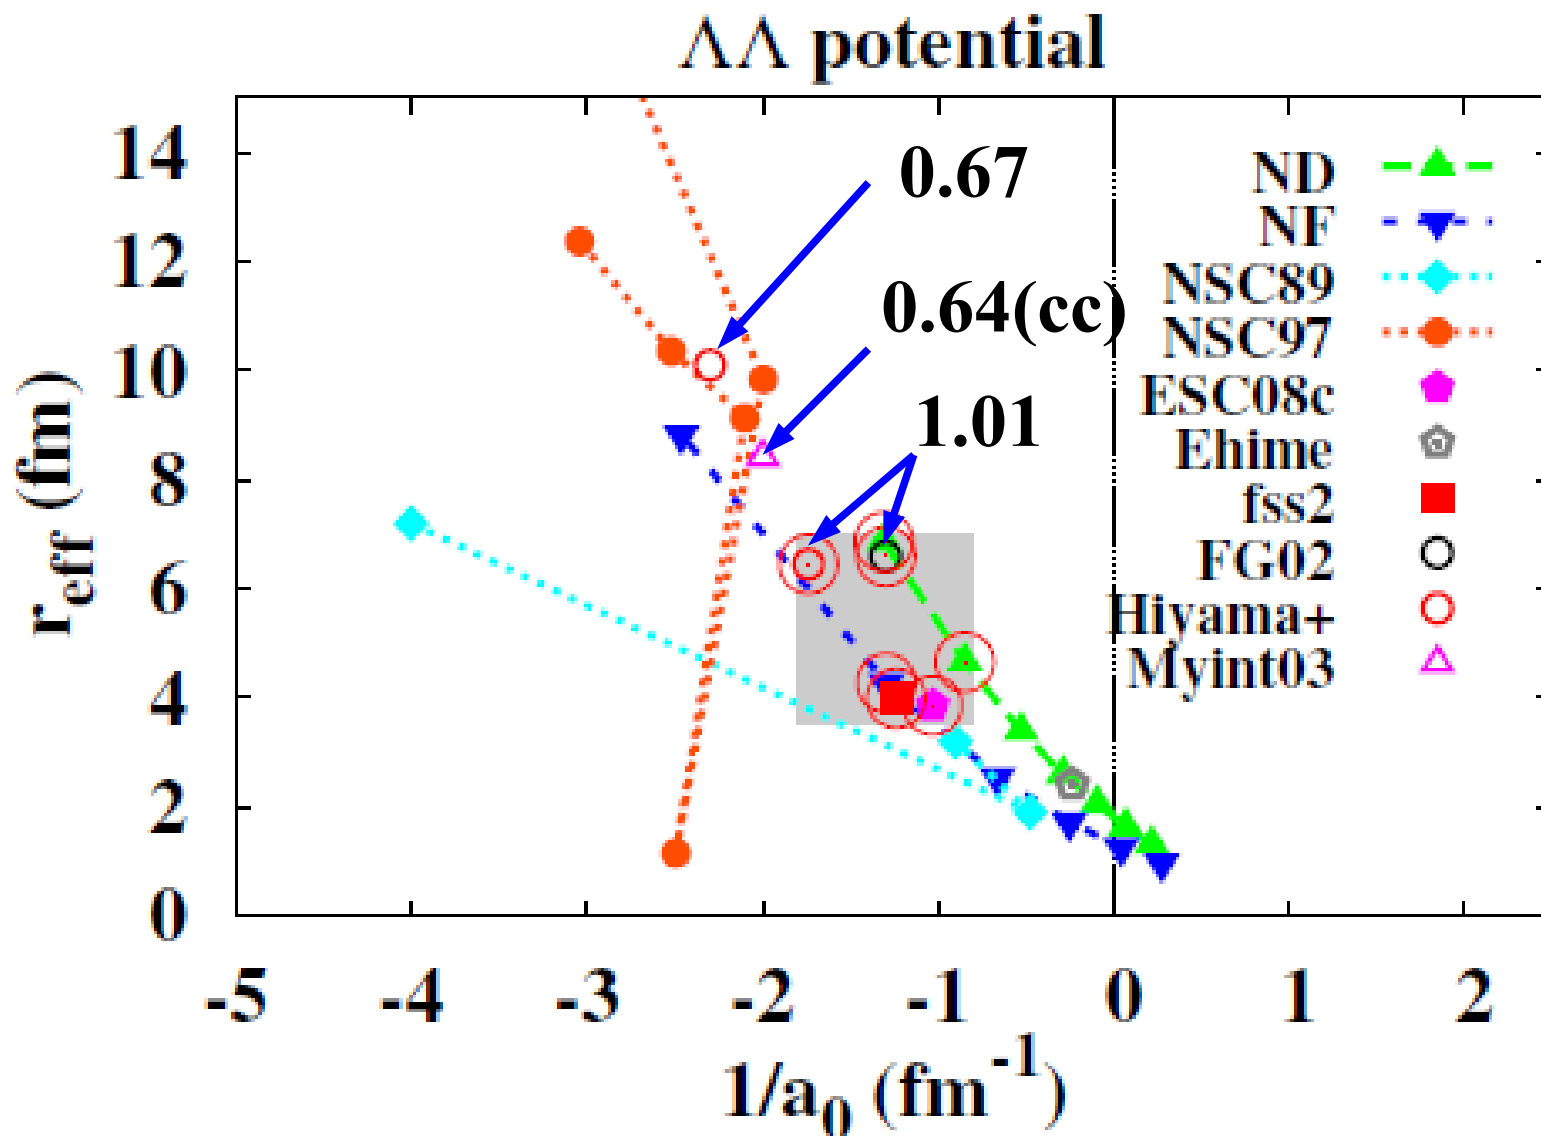 ΛΛ potential
14
12
10
8
6
4
2
0
r_eff (fm)
0.67
0.64(cc)
1.01
ND
NF
NSC89
NSC97
ESC08c
Ehime
fss2
FG02
Hiyama+
Myint03
-5 -4 -3 -2 -1 0 1 2
1/a₀ (fm⁻¹)